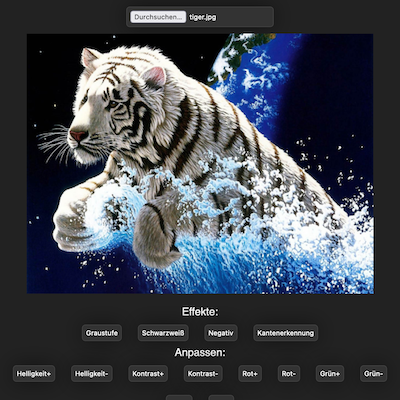 Durchsuchen... tiger.jpg
Effekte:
Graustufe Schwarzweiß Negativ Kantenerkennung
Anpassen:
Helligkeit+ Helligkeit- Kontrast+ Kontrast- Rot+ Rot- Grün+ Grün-